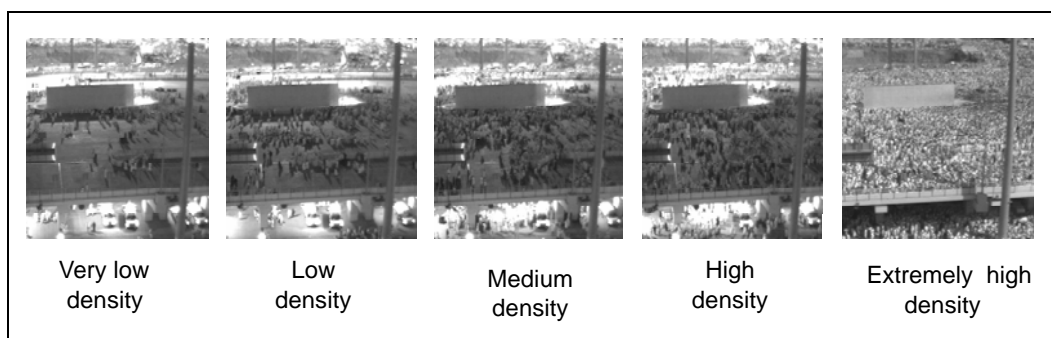 Very low
density
Low
density
Medium
density
High
density
Extremely high
density